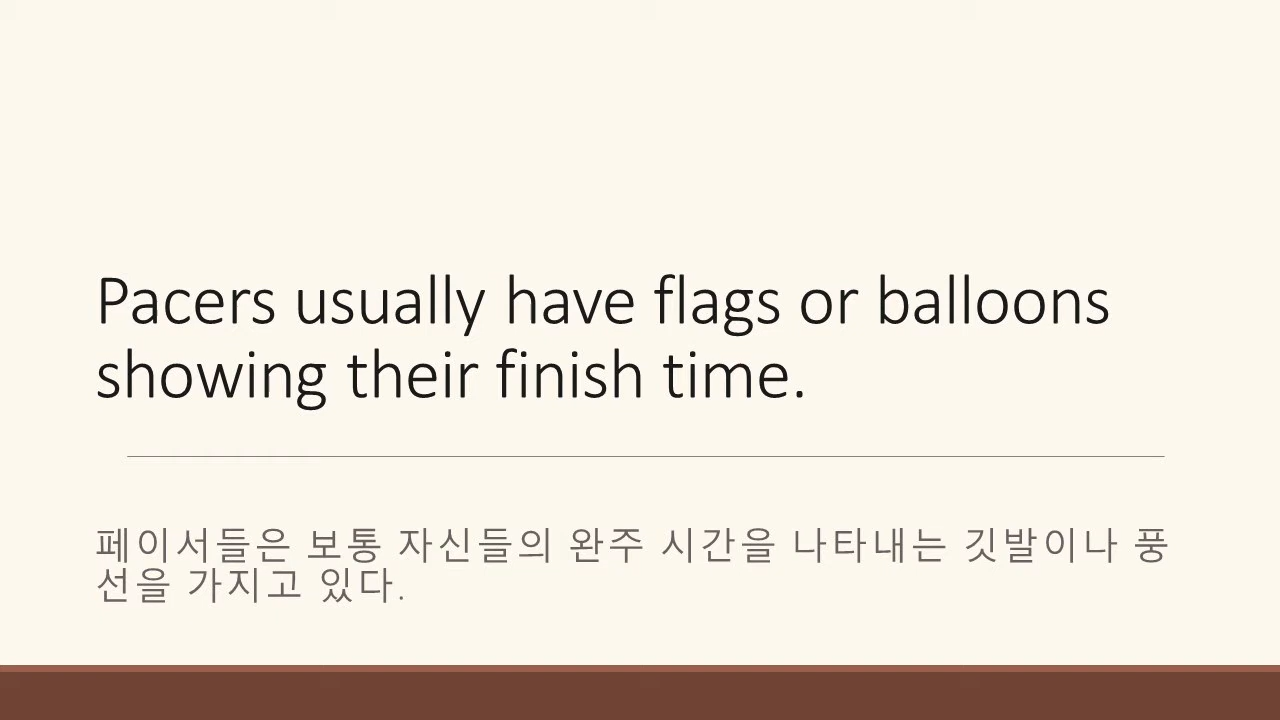 Pacers usually have flags or balloons
showing their finish time.
페이서들은 보통 자신들의 완주 시간을 나타내는 깃발이나 풍
선을 가지고 있다.